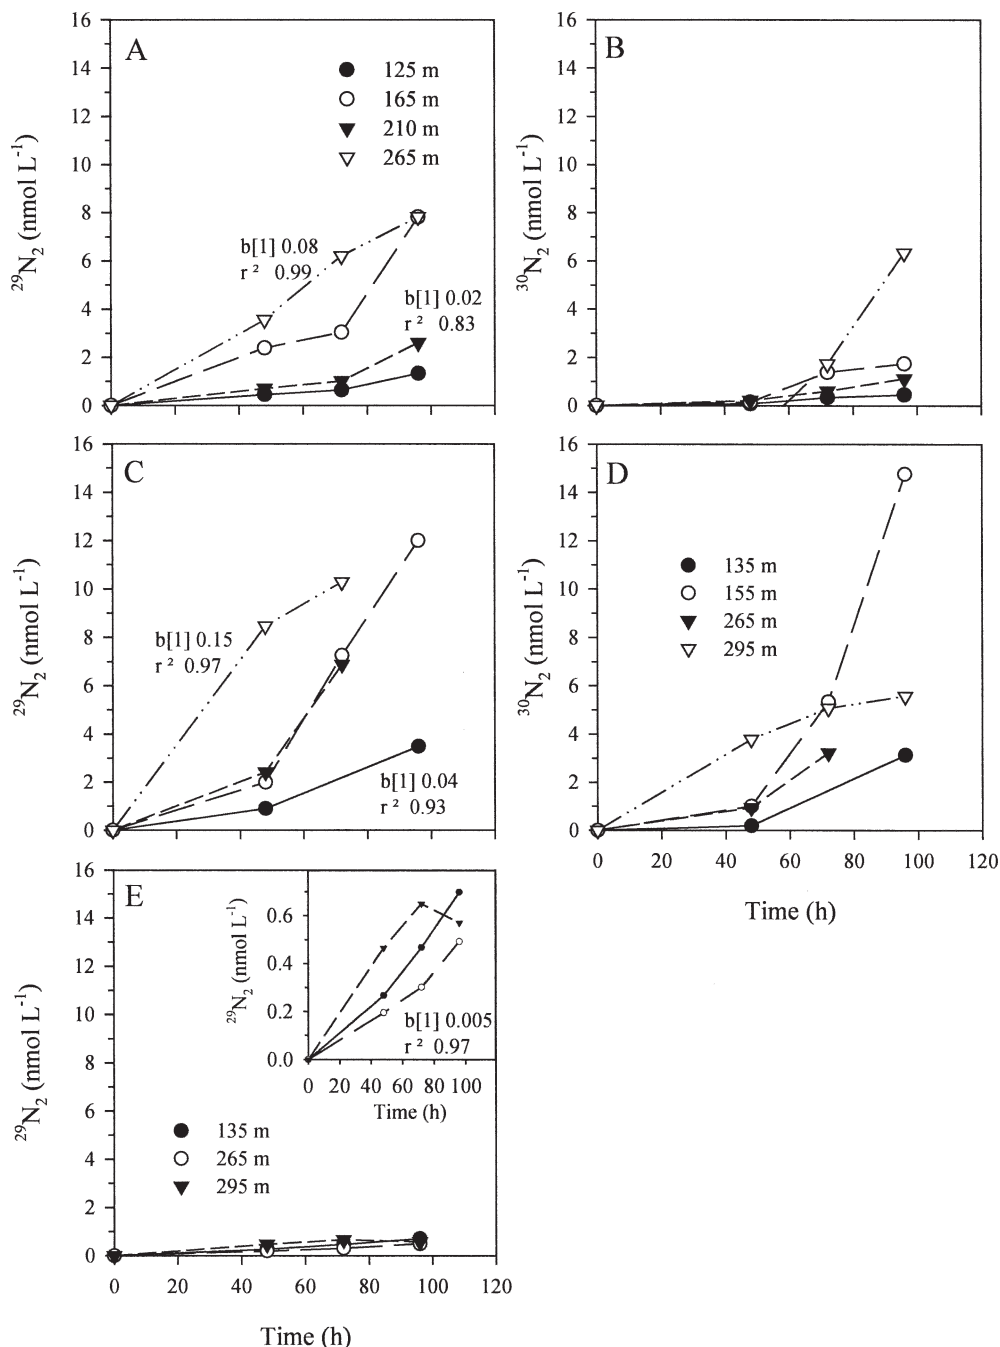 A
16
14
12
10
8
6
4
2
0
²⁹N₂ (nmol L⁻¹)
125 m
165 m
210 m
265 m
b[1] 0.08
r² 0.99
b[1] 0.02
r² 0.83
B
16
14
12
10
8
6
4
2
0
³⁰N₂ (nmol L⁻¹)
C
16
14
12
10
8
6
4
2
0
²⁹N₂ (nmol L⁻¹)
b[1] 0.15
r² 0.97
b[1] 0.04
r² 0.93
D
16
14
12
10
8
6
4
2
0
³⁰N₂ (nmol L⁻¹)
135 m
155 m
265 m
295 m
0 20 40 60 80 100 120
Time (h)
E
16
14
12
10
8
6
4
2
0
²⁹N₂ (nmol L⁻¹)
0.6
0.4
0.2
0.0
²⁹N₂ (nmol L⁻¹)
b[1] 0.005
r² 0.97
0 20 40 60 80 100
Time (h)
135 m
265 m
295 m
0 20 40 60 80 100 120
Time (h)